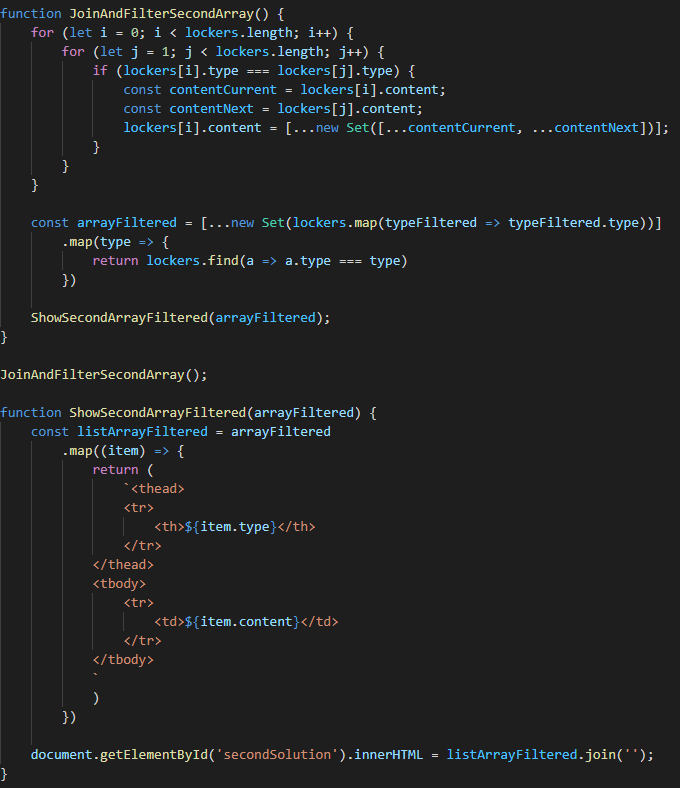 function JoinAndFilterSecondArray() {
    for (let i = 0; i < lockers.length; i++) {
        for (let j = 1; j < lockers.length; j++) {
            if (lockers[i].type === lockers[j].type) {
                const contentCurrent = lockers[i].content;
                const contentNext = lockers[j].content;
                lockers[i].content = [...new Set([...contentCurrent, ...contentNext])];
            }
        }
    }

    const arrayFiltered = [...new Set(lockers.map(typeFiltered => typeFiltered.type))]
        .map(type => {
            return lockers.find(a => a.type === type)
        })

    ShowSecondArrayFiltered(arrayFiltered);
}

JoinAndFilterSecondArray();

function ShowSecondArrayFiltered(arrayFiltered) {
    const listArrayFiltered = arrayFiltered
        .map((item) => {
            return (
                `<thead>
                <tr>
                    <th>${item.type}</th>
                </tr>
            </thead>
            <tbody>
                <tr>
                    <td>${item.content}</td>
                </tr>
            </tbody>
            `
            )
        })

    document.getElementById('secondSolution').innerHTML = listArrayFiltered.join('');
}